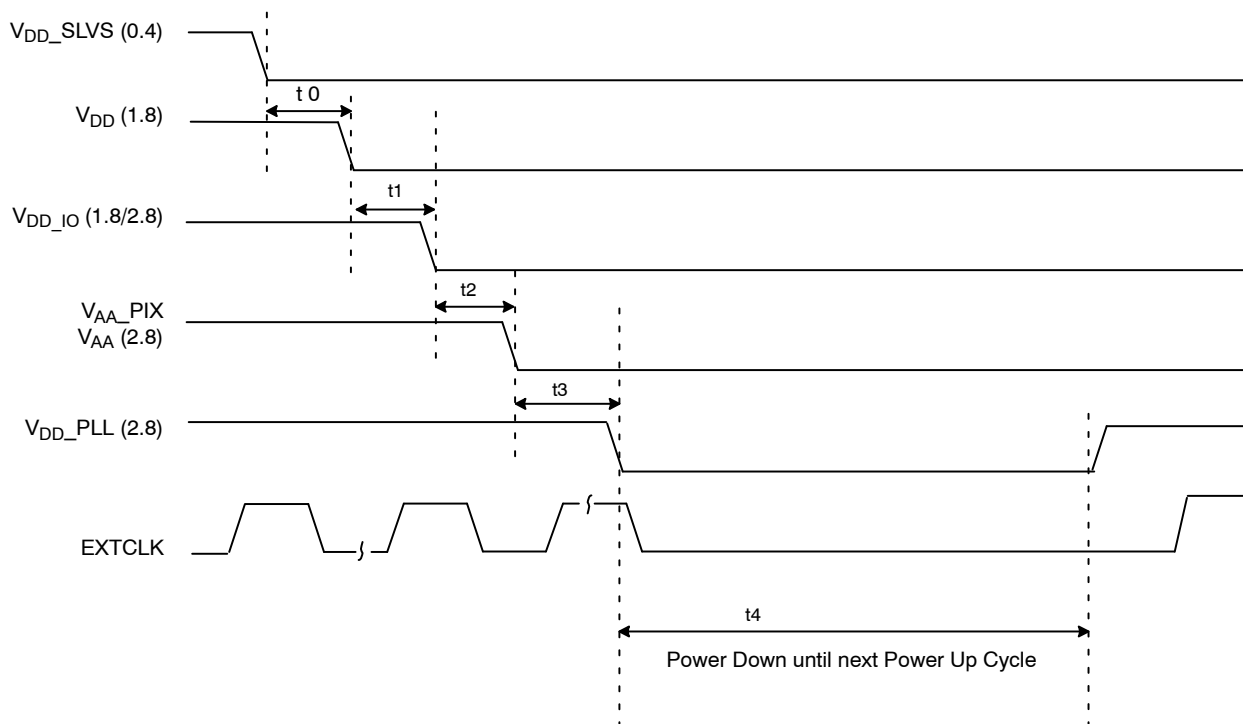 VDD_SLVS (0.4)
t 0
VDD (1.8)
t1
VDD_IO (1.8/2.8)
t2
VAA_PIX
VAA (2.8)
t3
VDD_PLL (2.8)
EXTCLK
t4
Power Down until next Power Up Cycle